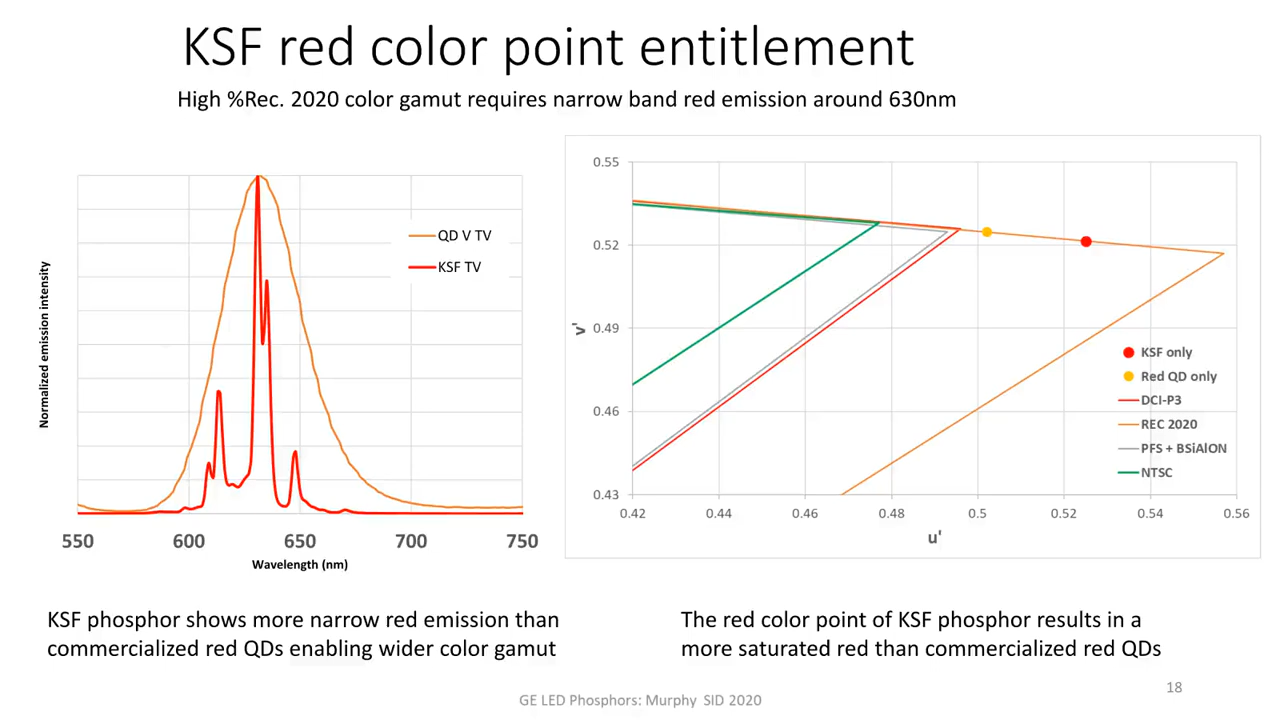 KSF red color point entitlement
High %Rec. 2020 color gamut requires narrow band red emission around 630nm
Normalized emission intensity
QD V TV
KSF TV
550 600 650 700 750
Wavelength (nm)
0.55
0.52
0.49
0.46
0.43
v'
KSF only
Red QD only
DCI-P3
REC 2020
PFS + BSiAlON
NTSC
0.42 0.44 0.46 0.48 0.5 0.52 0.54 0.56
u'
KSF phosphor shows more narrow red emission than
commercialized red QDs enabling wider color gamut
The red color point of KSF phosphor results in a
more saturated red than commercialized red QDs
GE LED Phosphors: Murphy SID 2020
18